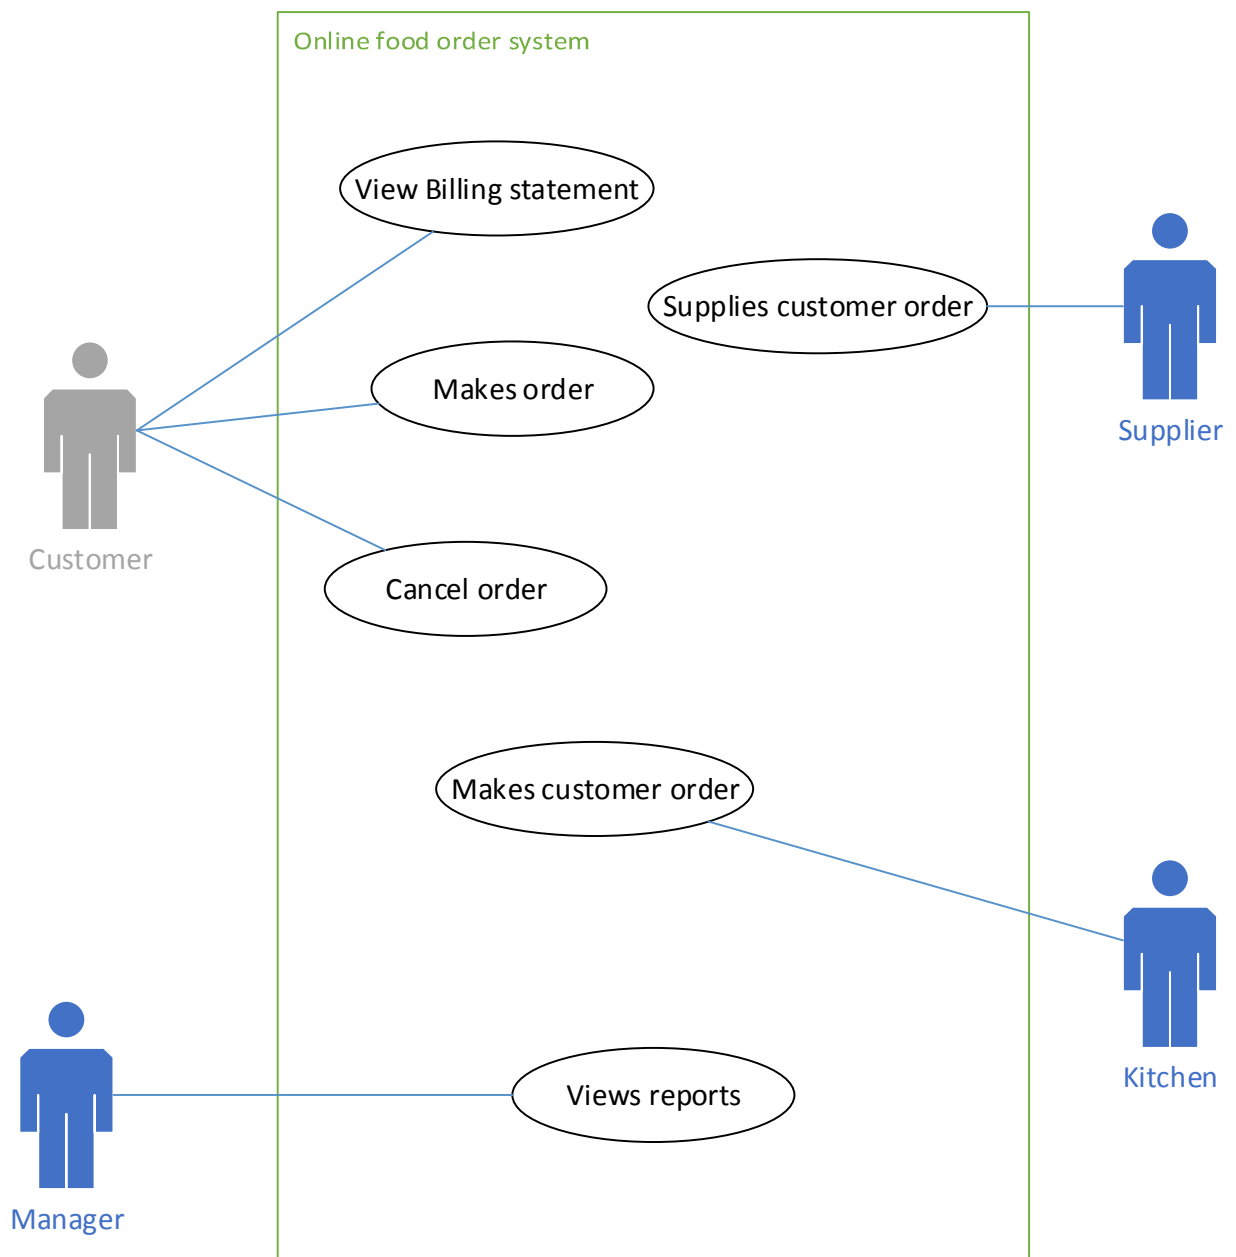 Online food order system
View Billing statement
Supplies customer order
Makes order
Supplier
Customer
Cancel order
Makes customer order
Kitchen
Views reports
Manager